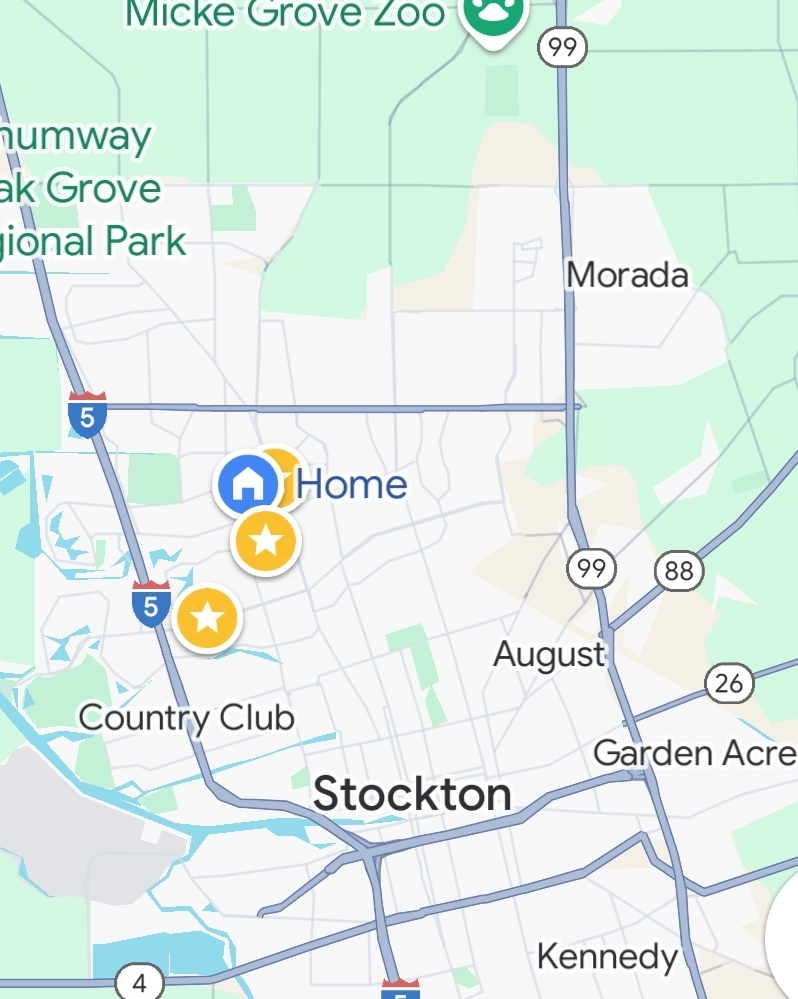 Micke Grove Zoo
99
humway
ak Grove
gional Park
Morada
5
Home
99
88
5
August
26
Country Club
Garden Acre
Stockton
Kennedy
4
5